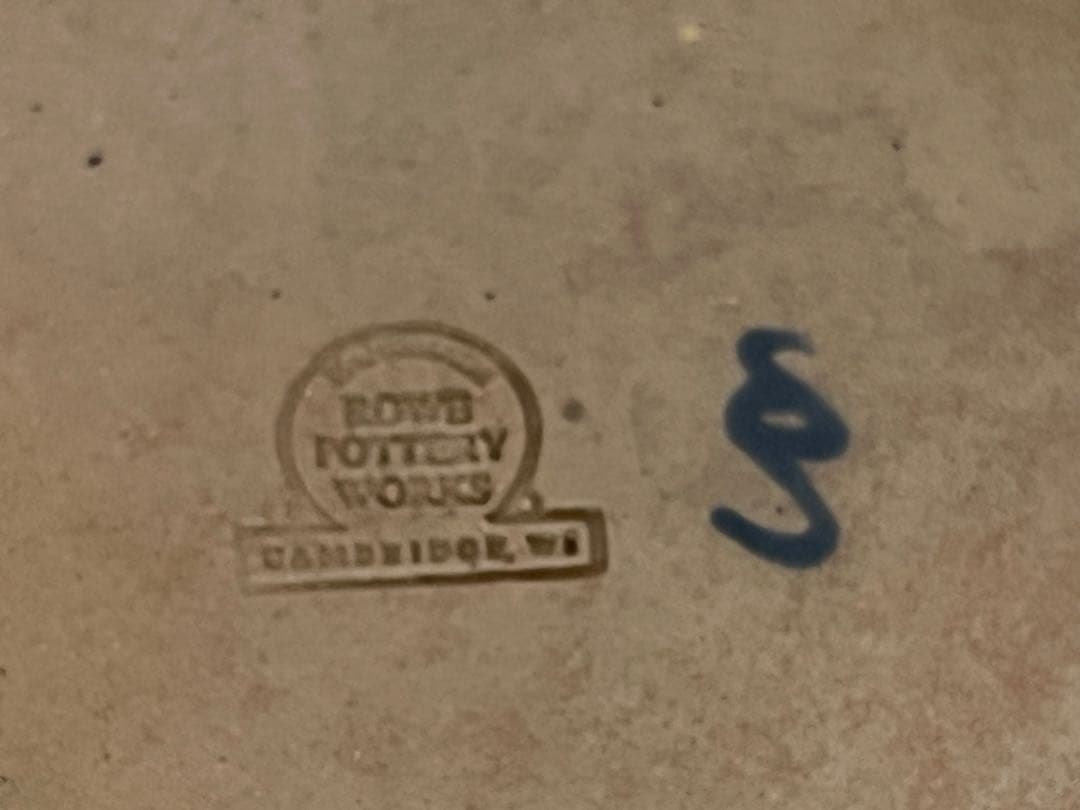 ROWE
POTTERY
WORKS
CAMBRIDGE, WI